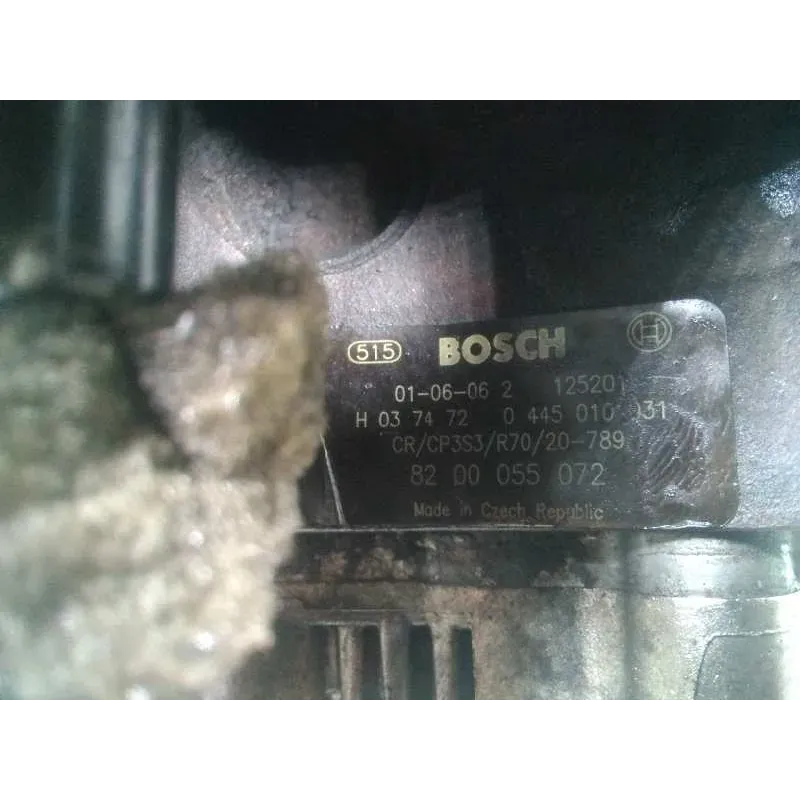 515 BOSCH
01-06-06 2 125201
H 03 74 72 0 445 010 031
CR/CP3S3/R70/20-789
82 00 055 072
Made in Czech Republic